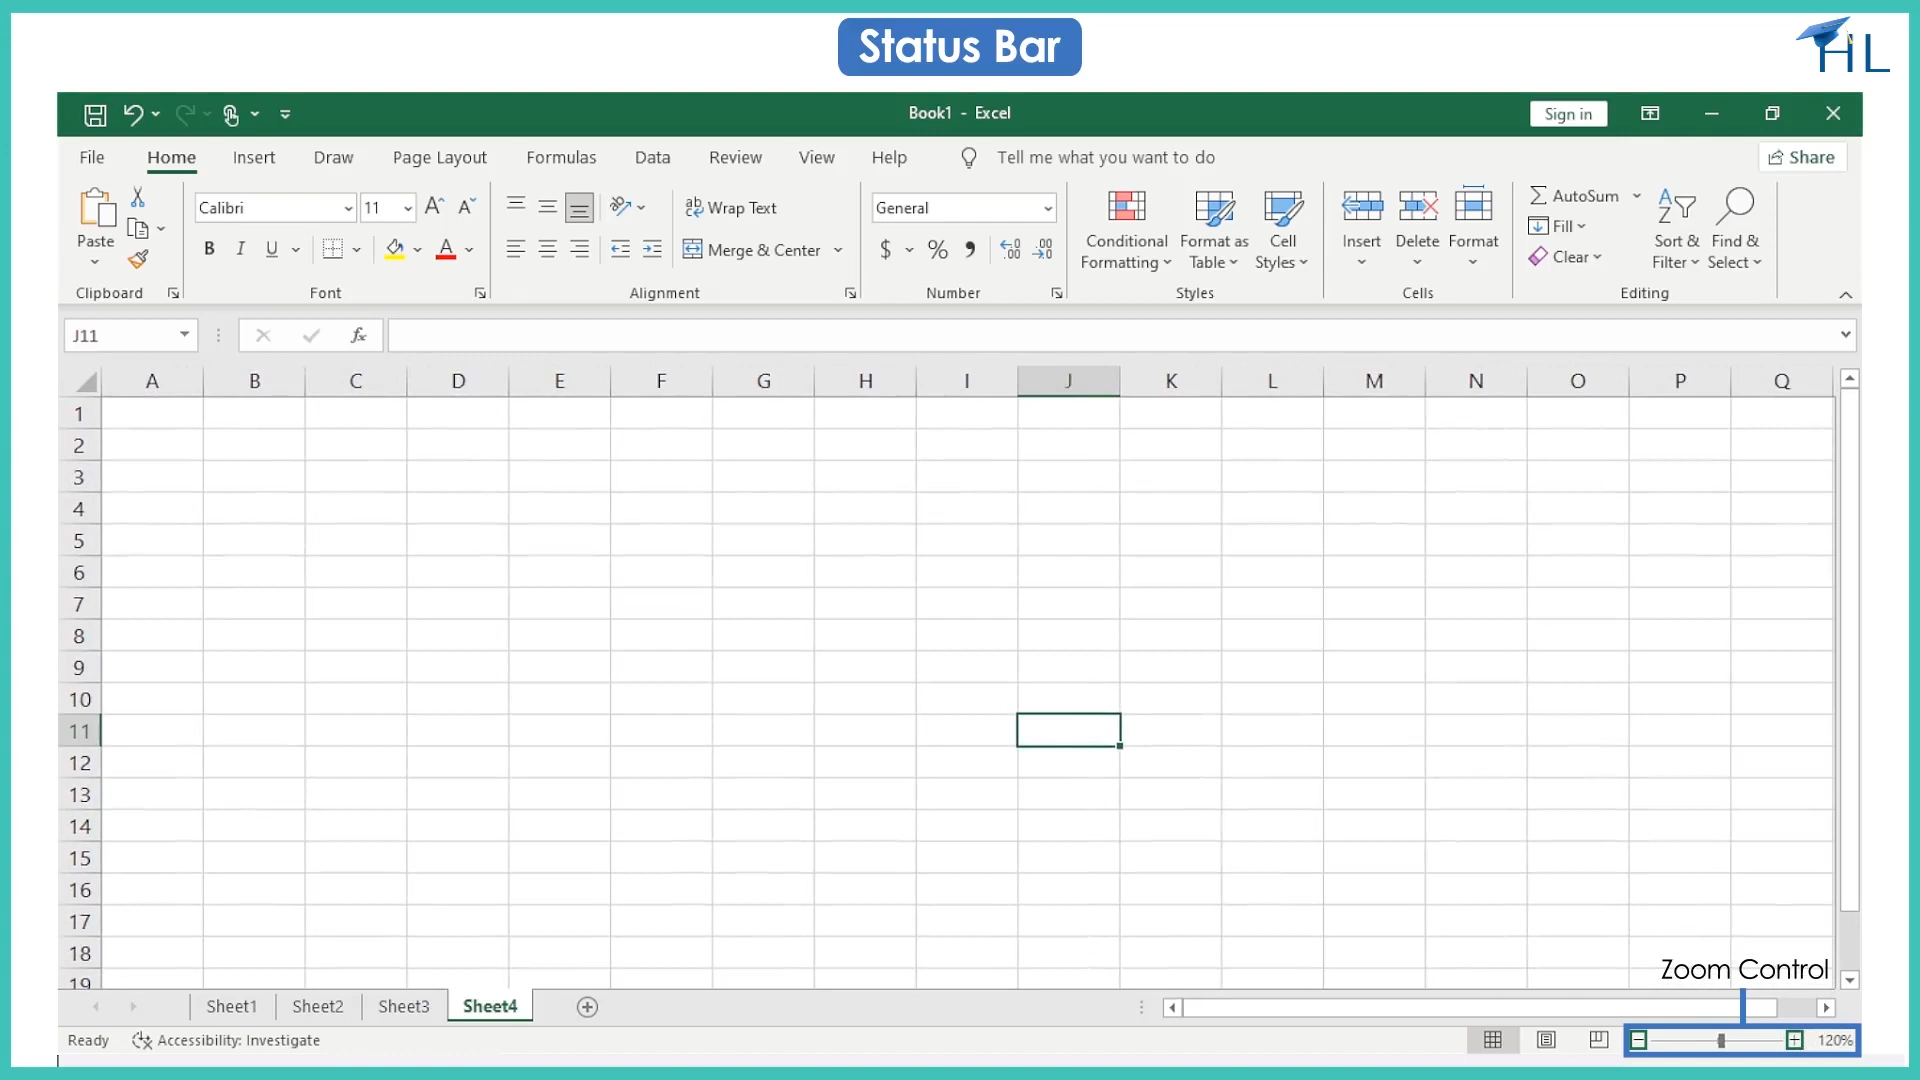 Status Bar
HL
Book1 - Excel
Sign in
File Home Insert Draw Page Layout Formulas Data Review View Help Tell me what you want to do Share
Calibri 11 Wrap Text General AutoSum
Paste B I U Merge & Center $ % Conditional Formatting Format as Table Cell Styles Insert Delete Format Fill Clear Sort & Filter Find & Select
Clipboard Font Alignment Number Styles Cells Editing
J11 fx
A B C D E F G H I J K L M N O P Q
1
2
3
4
5
6
7
8
9
10
11
12
13
14
15
16
17
18
19
Zoom Control
Sheet1 Sheet2 Sheet3 Sheet4
Ready Accessibility: Investigate 120%